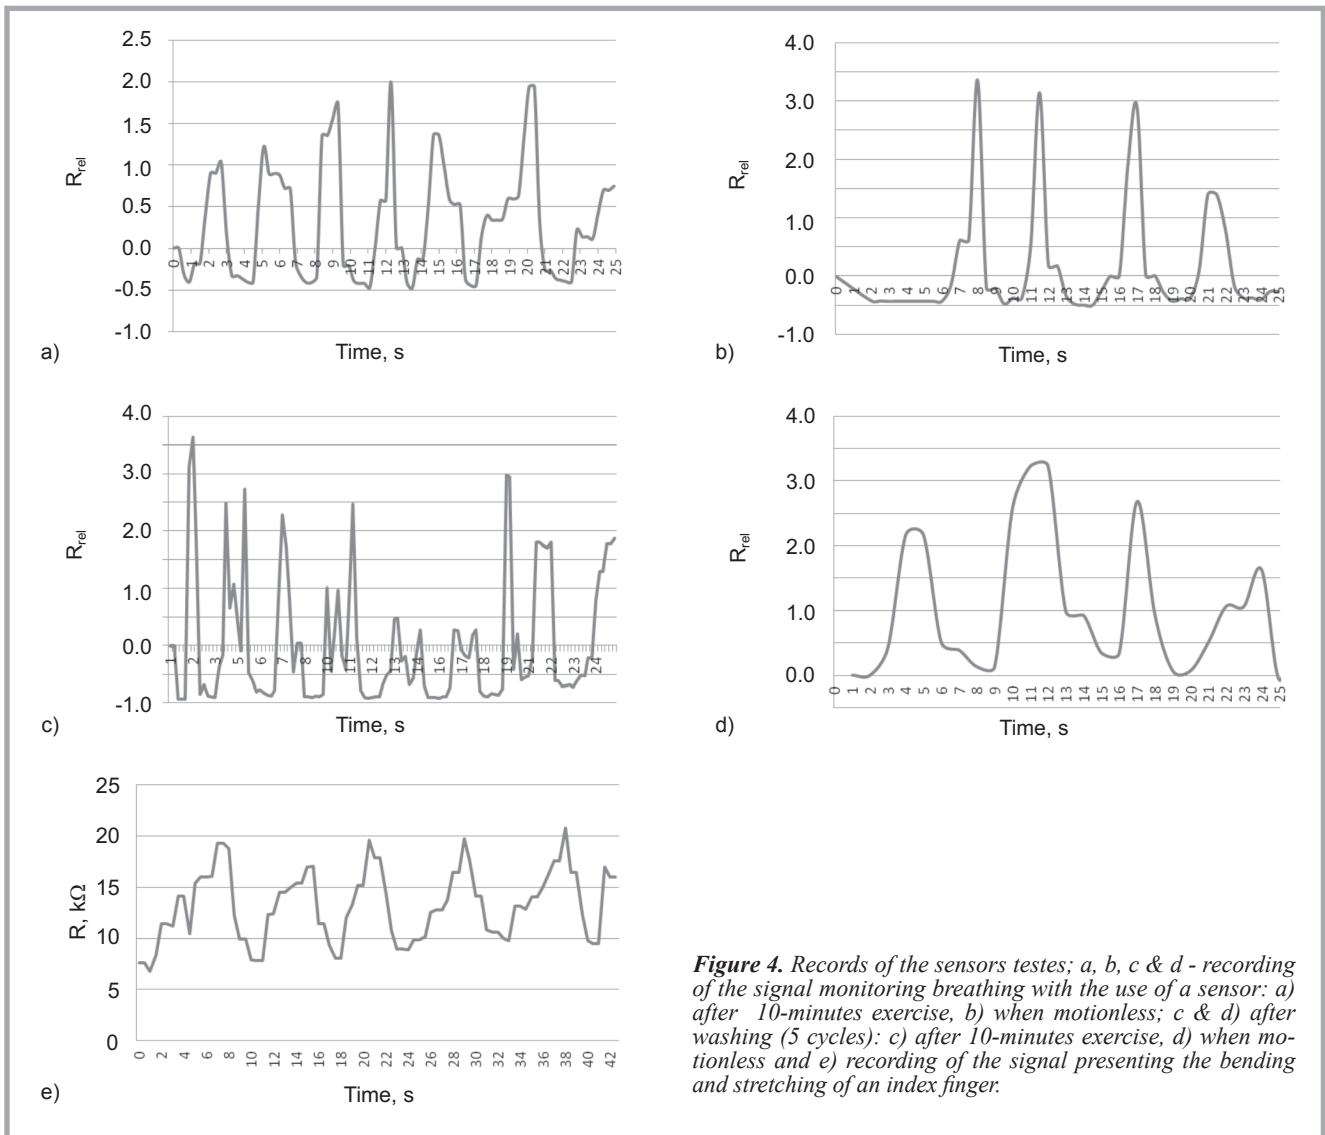 2.5
2.0
1.5
1.0
0.5
0.0
-0.5
-1.0
R_rel
0 1 2 3 4 5 6 7 8 9 10 11 12 13 14 15 16 17 18 19 20 21 22 23 24 25
Time, s
a)
4.0
3.0
2.0
1.0
0.0
-1.0
R_rel
0 1 2 3 4 5 6 7 8 9 10 11 12 13 14 15 16 17 18 19 20 21 22 23 24 25
Time, s
b)
4.0
3.0
2.0
1.0
0.0
-1.0
R_rel
1 2 3 4 5 6 7 8 10 11 12 13 14 16 17 18 19 21 22 23 24
Time, s
c)
4.0
3.0
2.0
1.0
0.0
R_rel
0 1 2 3 4 5 6 7 8 9 10 11 12 13 14 15 16 17 18 19 20 21 22 23 24 25
Time, s
d)
25
20
15
10
5
0
R, kΩ
0 2 4 6 8 10 12 14 16 18 20 22 24 26 28 30 32 34 36 38 40 42
Time, s
e)
Figure 4. Records of the sensors testes; a, b, c & d - recording
of the signal monitoring breathing with the use of a sensor: a)
after 10-minutes exercise, b) when motionless; c & d) after
washing (5 cycles): c) after 10-minutes exercise, d) when mo-
tionless and e) recording of the signal presenting the bending
and stretching of an index finger.